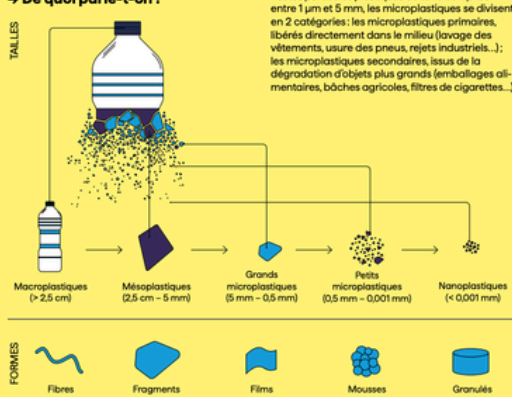 → De quoi parle-t-on ?
entre 1 µm et 5 mm, les microplastiques se divisent
en 2 catégories : les microplastiques primaires,
libérés directement dans le milieu (lavage des
vêtements, usure des pneus, rejets industriels…) ;
les microplastiques secondaires, issus de la
dégradation d'objets plus grands (emballages ali-
mentaires, bâches agricoles, filtres de cigarettes…)
TAILLES
Macroplastiques
(> 2,5 cm)
Mésoplastiques
(2,5 cm – 5 mm)
Grands
microplastiques
(5 mm – 0,5 mm)
Petits
microplastiques
(0,5 mm – 0,001 mm)
Nanoplastiques
(< 0,001 mm)
FORMES
Fibres
Fragments
Films
Mousses
Granulés